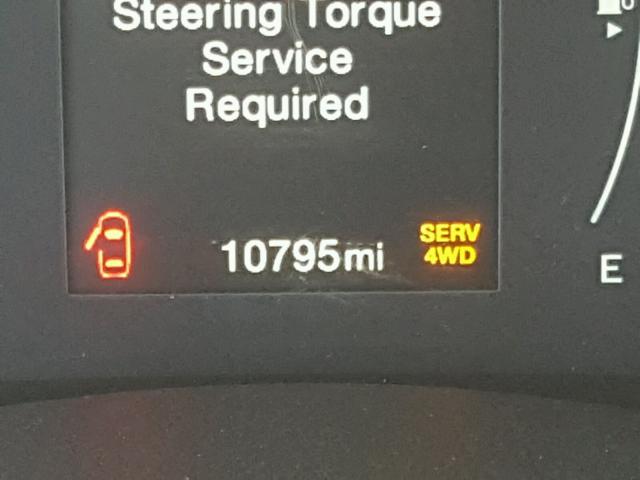 Steering Torque
Service
Required
10795mi
SERV
4WD
E